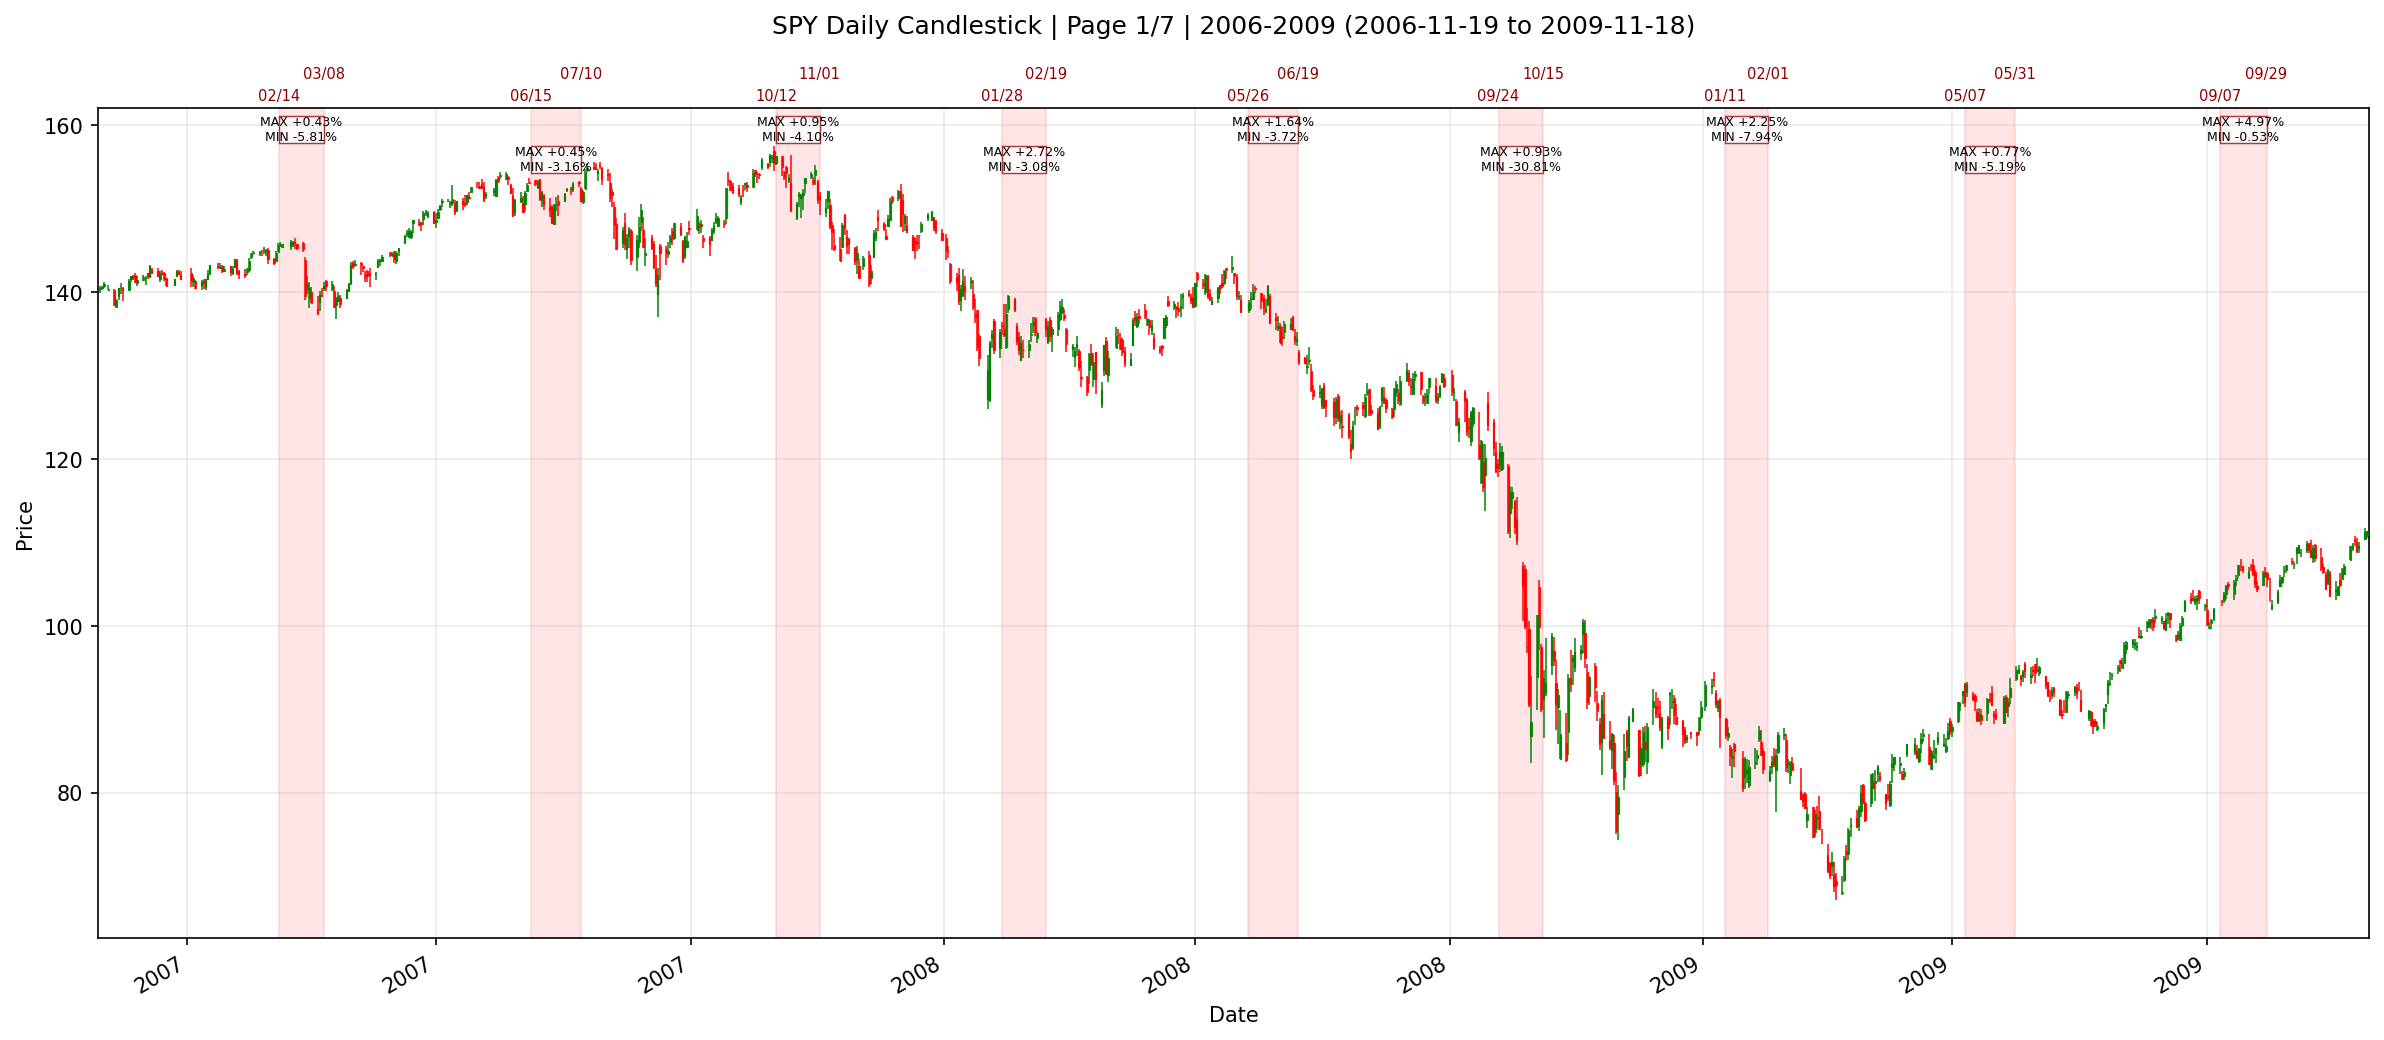 SPY Daily Candlestick | Page 1/7 | 2006-2009 (2006-11-19 to 2009-11-18)
03/08 07/10 11/01 02/19 06/19 10/15 02/01 05/31 09/29
02/14 06/15 10/12 01/28 05/26 09/24 01/11 05/07 09/07
MAX +0.43%
MIN -5.81%
MAX +0.45%
MIN -3.16%
MAX +0.95%
MIN -4.10%
MAX +2.72%
MIN -3.08%
MAX +1.64%
MIN -3.72%
MAX +0.93%
MIN -30.81%
MAX +2.25%
MIN -7.94%
MAX +0.77%
MIN -5.19%
MAX +4.97%
MIN -0.53%
160
140
120
100
80
Price
2007 2007 2007 2008 2008 2008 2009 2009 2009
Date